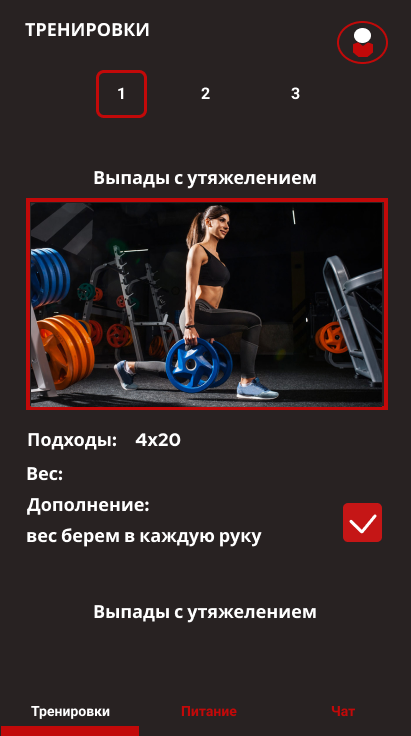 ТРЕНИРОВКИ
1 2 3
Выпады с утяжелением
Подходы: 4x20
Вес:
Дополнение:
вес берем в каждую руку
Выпады с утяжелением
Тренировки Питание Чат